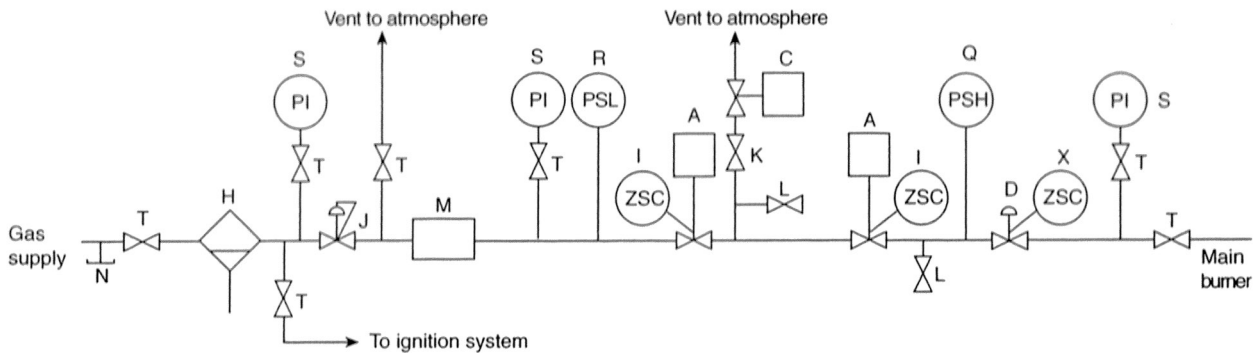 Vent to atmosphere
Vent to atmosphere
S
S
R
C
Q
PI
PI
PSL
PSH
PI
S
A
A
T
T
T
I
K
I
D
X
T
ZSC
ZSC
ZSC
H
L
T
J
M
T
Gas
supply
N
T
L
Main
burner
To ignition system